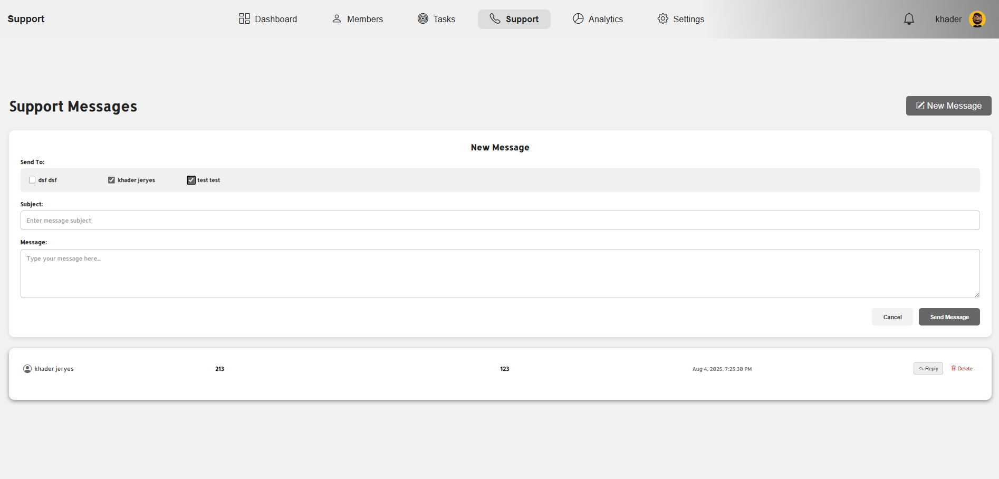 Support
Dashboard
Members
Tasks
Support
Analytics
Settings
khader
Support Messages
New Message
New Message
Send To:
dsf dsf
khader jeryes
test test
Subject:
Enter message subject
Message:
Type your message here...
Cancel
Send Message
khader jeryes
213
123
Aug 4, 2025, 7:25:30 PM
Reply
Delete